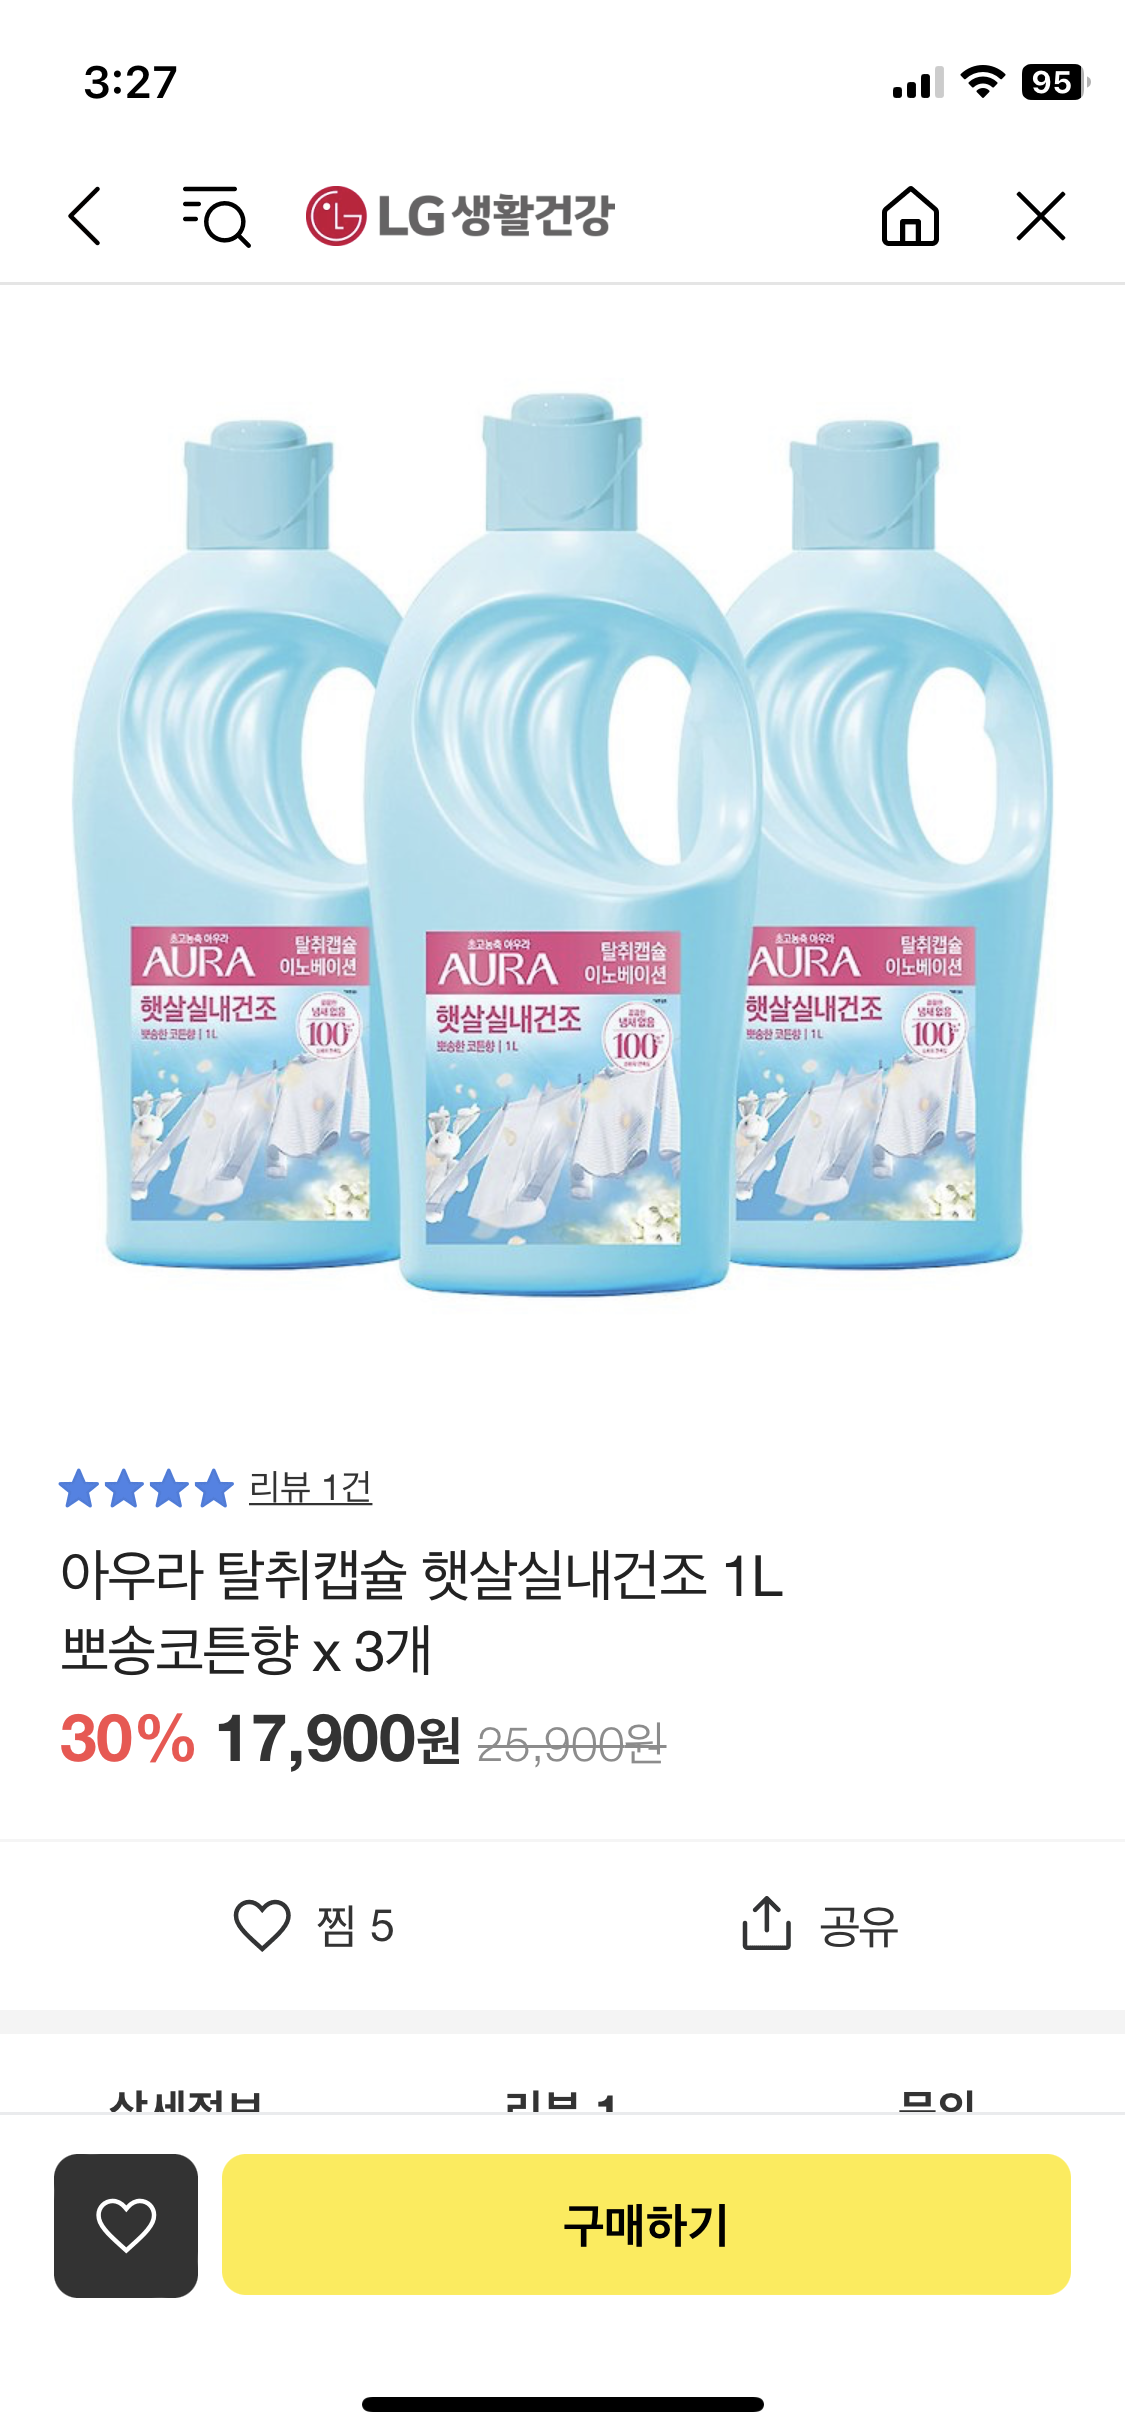 3:27
95
LG생활건강
초고농축 아우라
AURA
탈취캡슐
이노베이션
햇살실내건조
뽀송한 코튼향 | 1L
냄새 없음
100
초고농축 아우라
AURA
탈취캡슐
이노베이션
햇살실내건조
뽀송한 코튼향 | 1L
냄새 없음
100
초고농축 아우라
AURA
탈취캡슐
이노베이션
햇살실내건조
뽀송한 코튼향 | 1L
냄새 없음
100
리뷰 1건
아우라 탈취캡슐 햇살실내건조 1L
뽀송코튼향 x 3개
30% 17,900원 25,900원
찜 5
공유
상세정보 리뷰 1 문의
구매하기